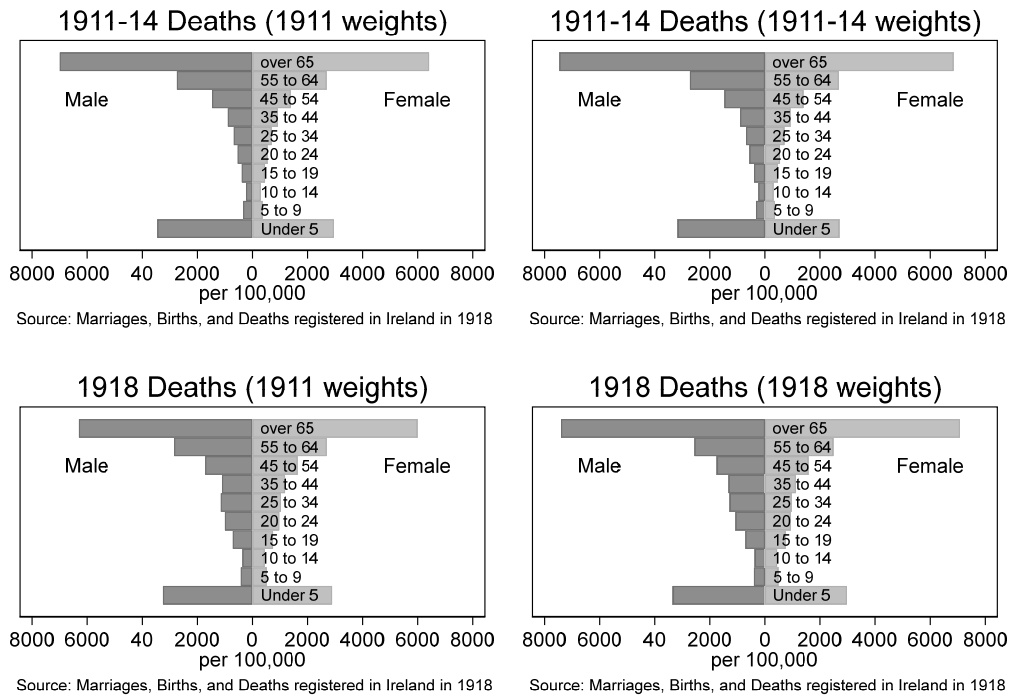 1911-14 Deaths (1911 weights)
over 65
55 to 64
Male
45 to 54
Female
35 to 44
25 to 34
20 to 24
15 to 19
10 to 14
5 to 9
Under 5
8000 6000 40 2000 0 2000 4000 6000 8000
per 100,000
Source: Marriages, Births, and Deaths registered in Ireland in 1918
1911-14 Deaths (1911-14 weights)
over 65
55 to 64
Male
45 to 54
Female
35 to 44
25 to 34
20 to 24
15 to 19
10 to 14
5 to 9
Under 5
8000 6000 40 2000 0 2000 4000 6000 8000
per 100,000
Source: Marriages, Births, and Deaths registered in Ireland in 1918
1918 Deaths (1911 weights)
over 65
55 to 64
Male
45 to 54
Female
35 to 44
25 to 34
20 to 24
15 to 19
10 to 14
5 to 9
Under 5
8000 6000 40 2000 0 2000 4000 6000 8000
per 100,000
Source: Marriages, Births, and Deaths registered in Ireland in 1918
1918 Deaths (1918 weights)
over 65
55 to 64
Male
45 to 54
Female
35 to 44
25 to 34
20 to 24
15 to 19
10 to 14
5 to 9
Under 5
8000 6000 40 2000 0 2000 4000 6000 8000
per 100,000
Source: Marriages, Births, and Deaths registered in Ireland in 1918